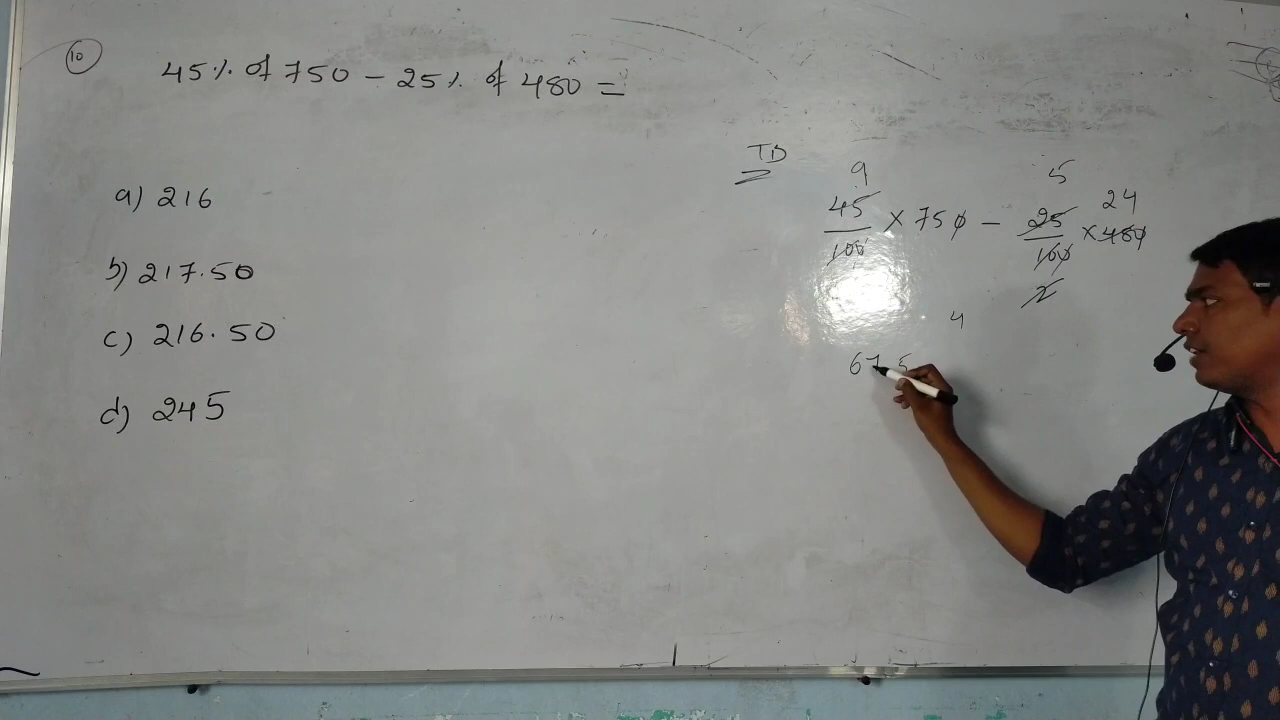 10
45% of 750 - 25% of 480 =
a) 216
b) 217.50
c) 216.50
d) 245
TD
9 5 24
45/100 × 750 - 25/100 × 480
2
4
675